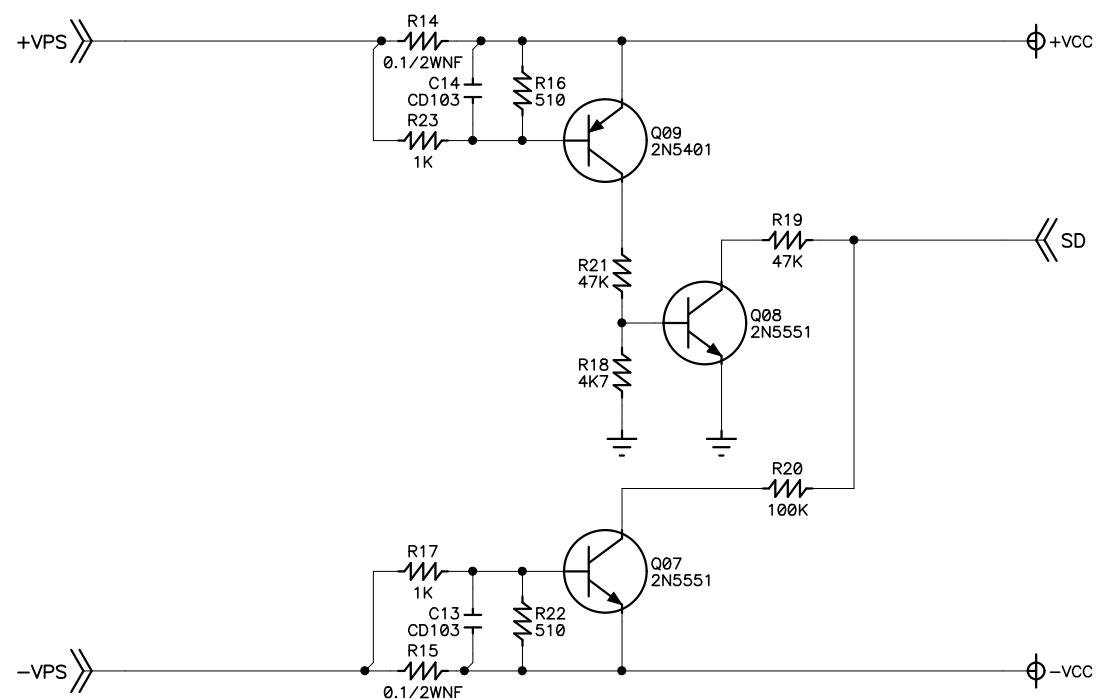 R14
+VPS
+VCC
0.1/2WNF
C14
CD103
R16
510
R23
1K
Q09
2N5401
R19
47K
SD
R21
47K
Q08
2N5551
R18
4K7
R20
100K
R17
1K
Q07
2N5551
C13
CD103
R22
510
R15
0.1/2WNF
-VPS
-VCC